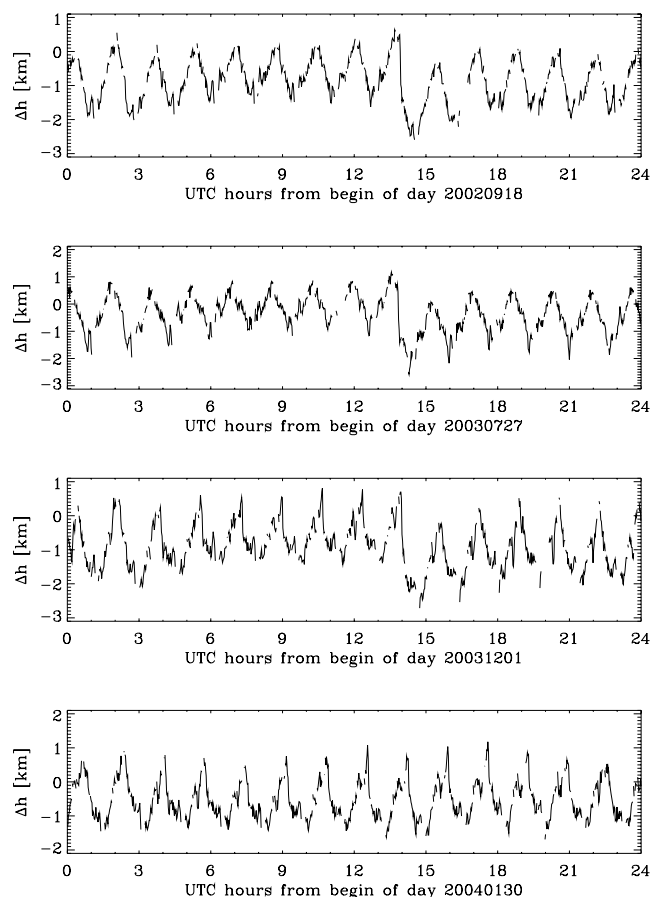 1
0
-1
-2
-3
Δh [km]
0 3 6 9 12 15 18 21 24
UTC hours from begin of day 20020918
2
1
0
-1
-2
-3
Δh [km]
0 3 6 9 12 15 18 21 24
UTC hours from begin of day 20030727
1
0
-1
-2
-3
Δh [km]
0 3 6 9 12 15 18 21 24
UTC hours from begin of day 20031201
2
1
0
-1
-2
Δh [km]
0 3 6 9 12 15 18 21 24
UTC hours from begin of day 20040130